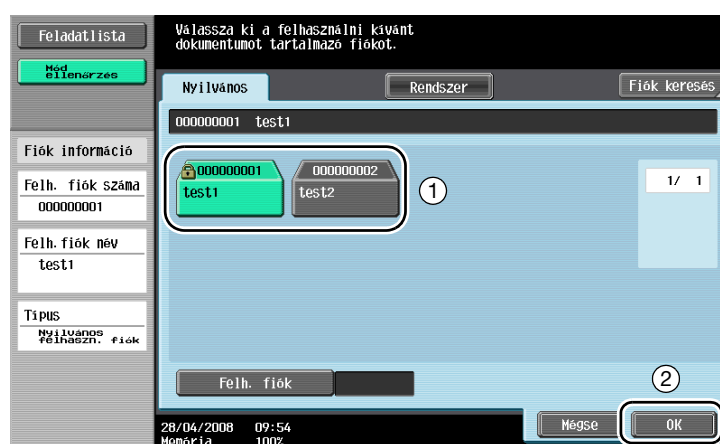 Feladatlista
Mód
ellenőrzés
Válassza ki a felhasználni kívánt
dokumentumot tartalmazó fiókot.
Nyilvános
Rendszer
Fiók keresés
000000001 test1
Fiók információ
Felh. fiók száma
000000001
Felh.fiók név
test1
Típus
Nyilvános
felhaszn. fiók
000000001
test1
000000002
test2
1
1/ 1
Felh. fiók
2
28/04/2008 09:54
Memória 100%
Mégse
OK